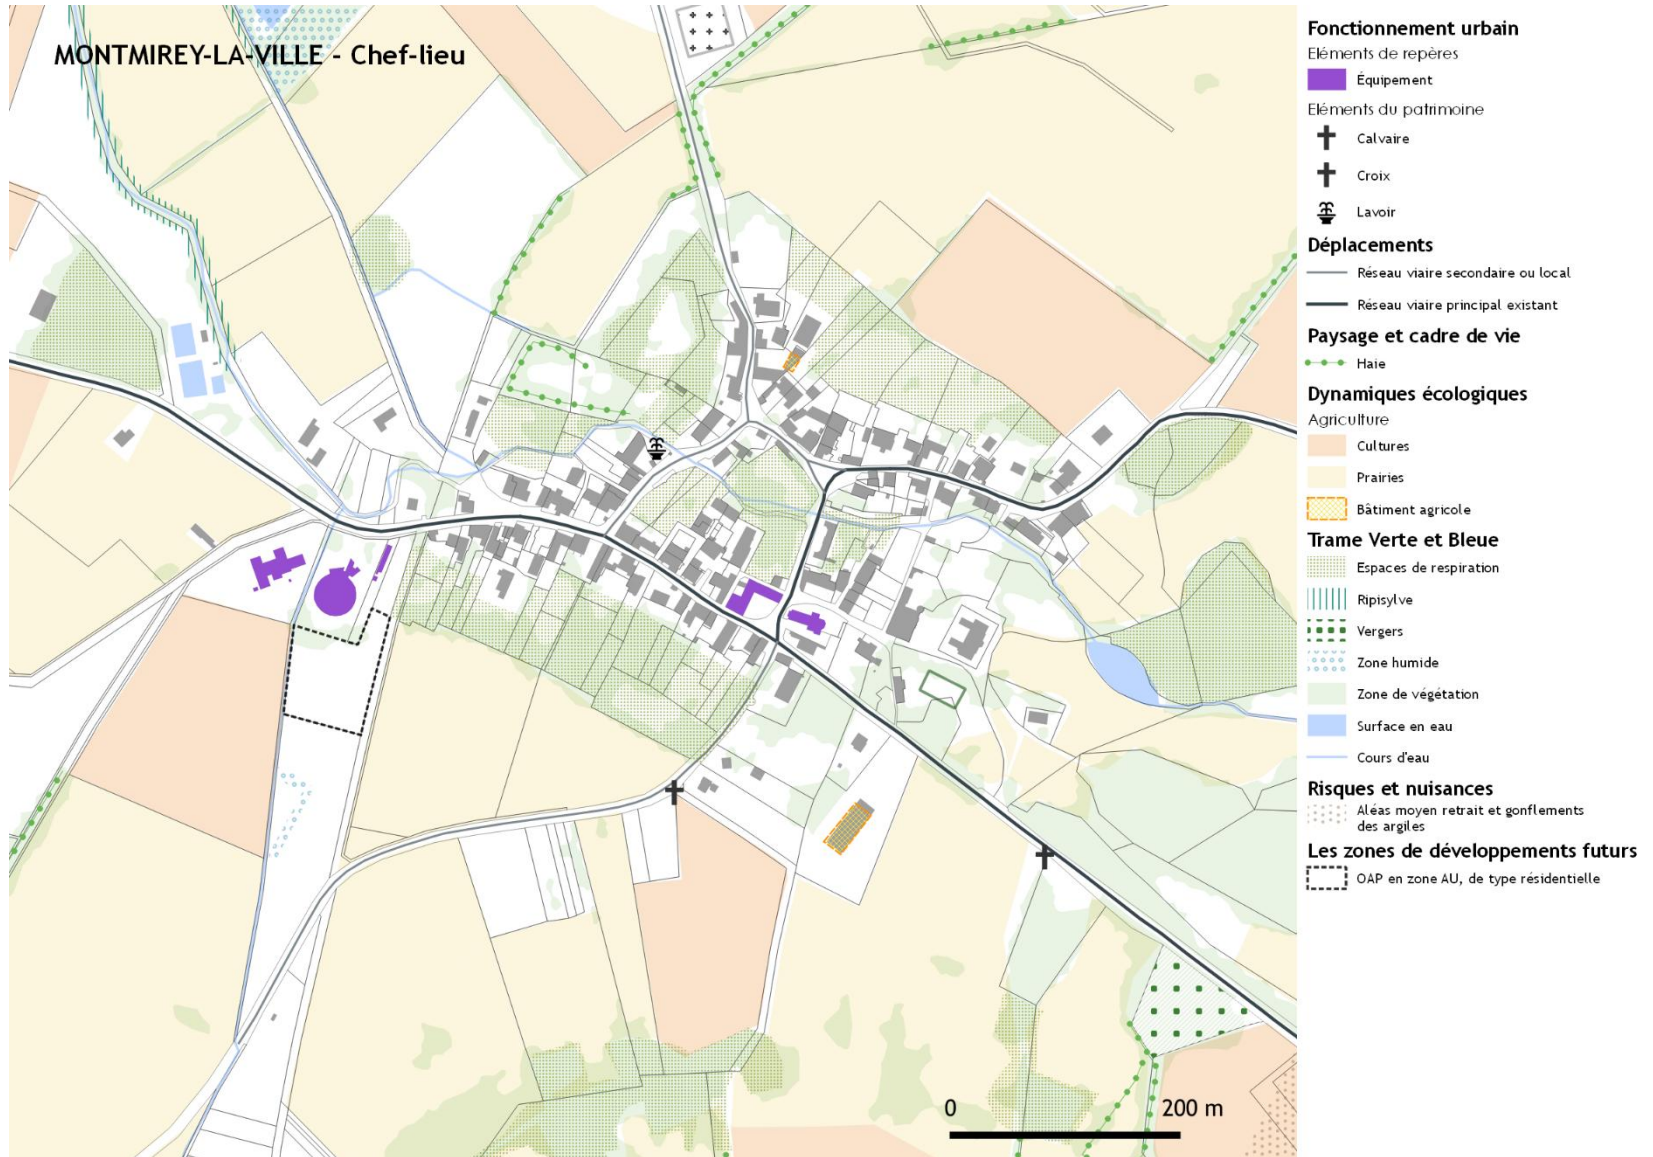 MONTMIREY-LA-VILLE - Chef-lieu
Fonctionnement urbain
Eléments de repères
Équipement
Eléments du patrimoine
Calvaire
Croix
Lavoir
Déplacements
Réseau viaire secondaire ou local
Réseau viaire principal existant
Paysage et cadre de vie
Haie
Dynamiques écologiques
Agriculture
Cultures
Prairies
Bâtiment agricole
Trame Verte et Bleue
Espaces de respiration
Ripisylve
Vergers
Zone humide
Zone de végétation
Surface en eau
Cours d'eau
Risques et nuisances
Aléas moyen retrait et gonflements
des argiles
Les zones de développements futurs
OAP en zone AU, de type résidentielle
0 200 m